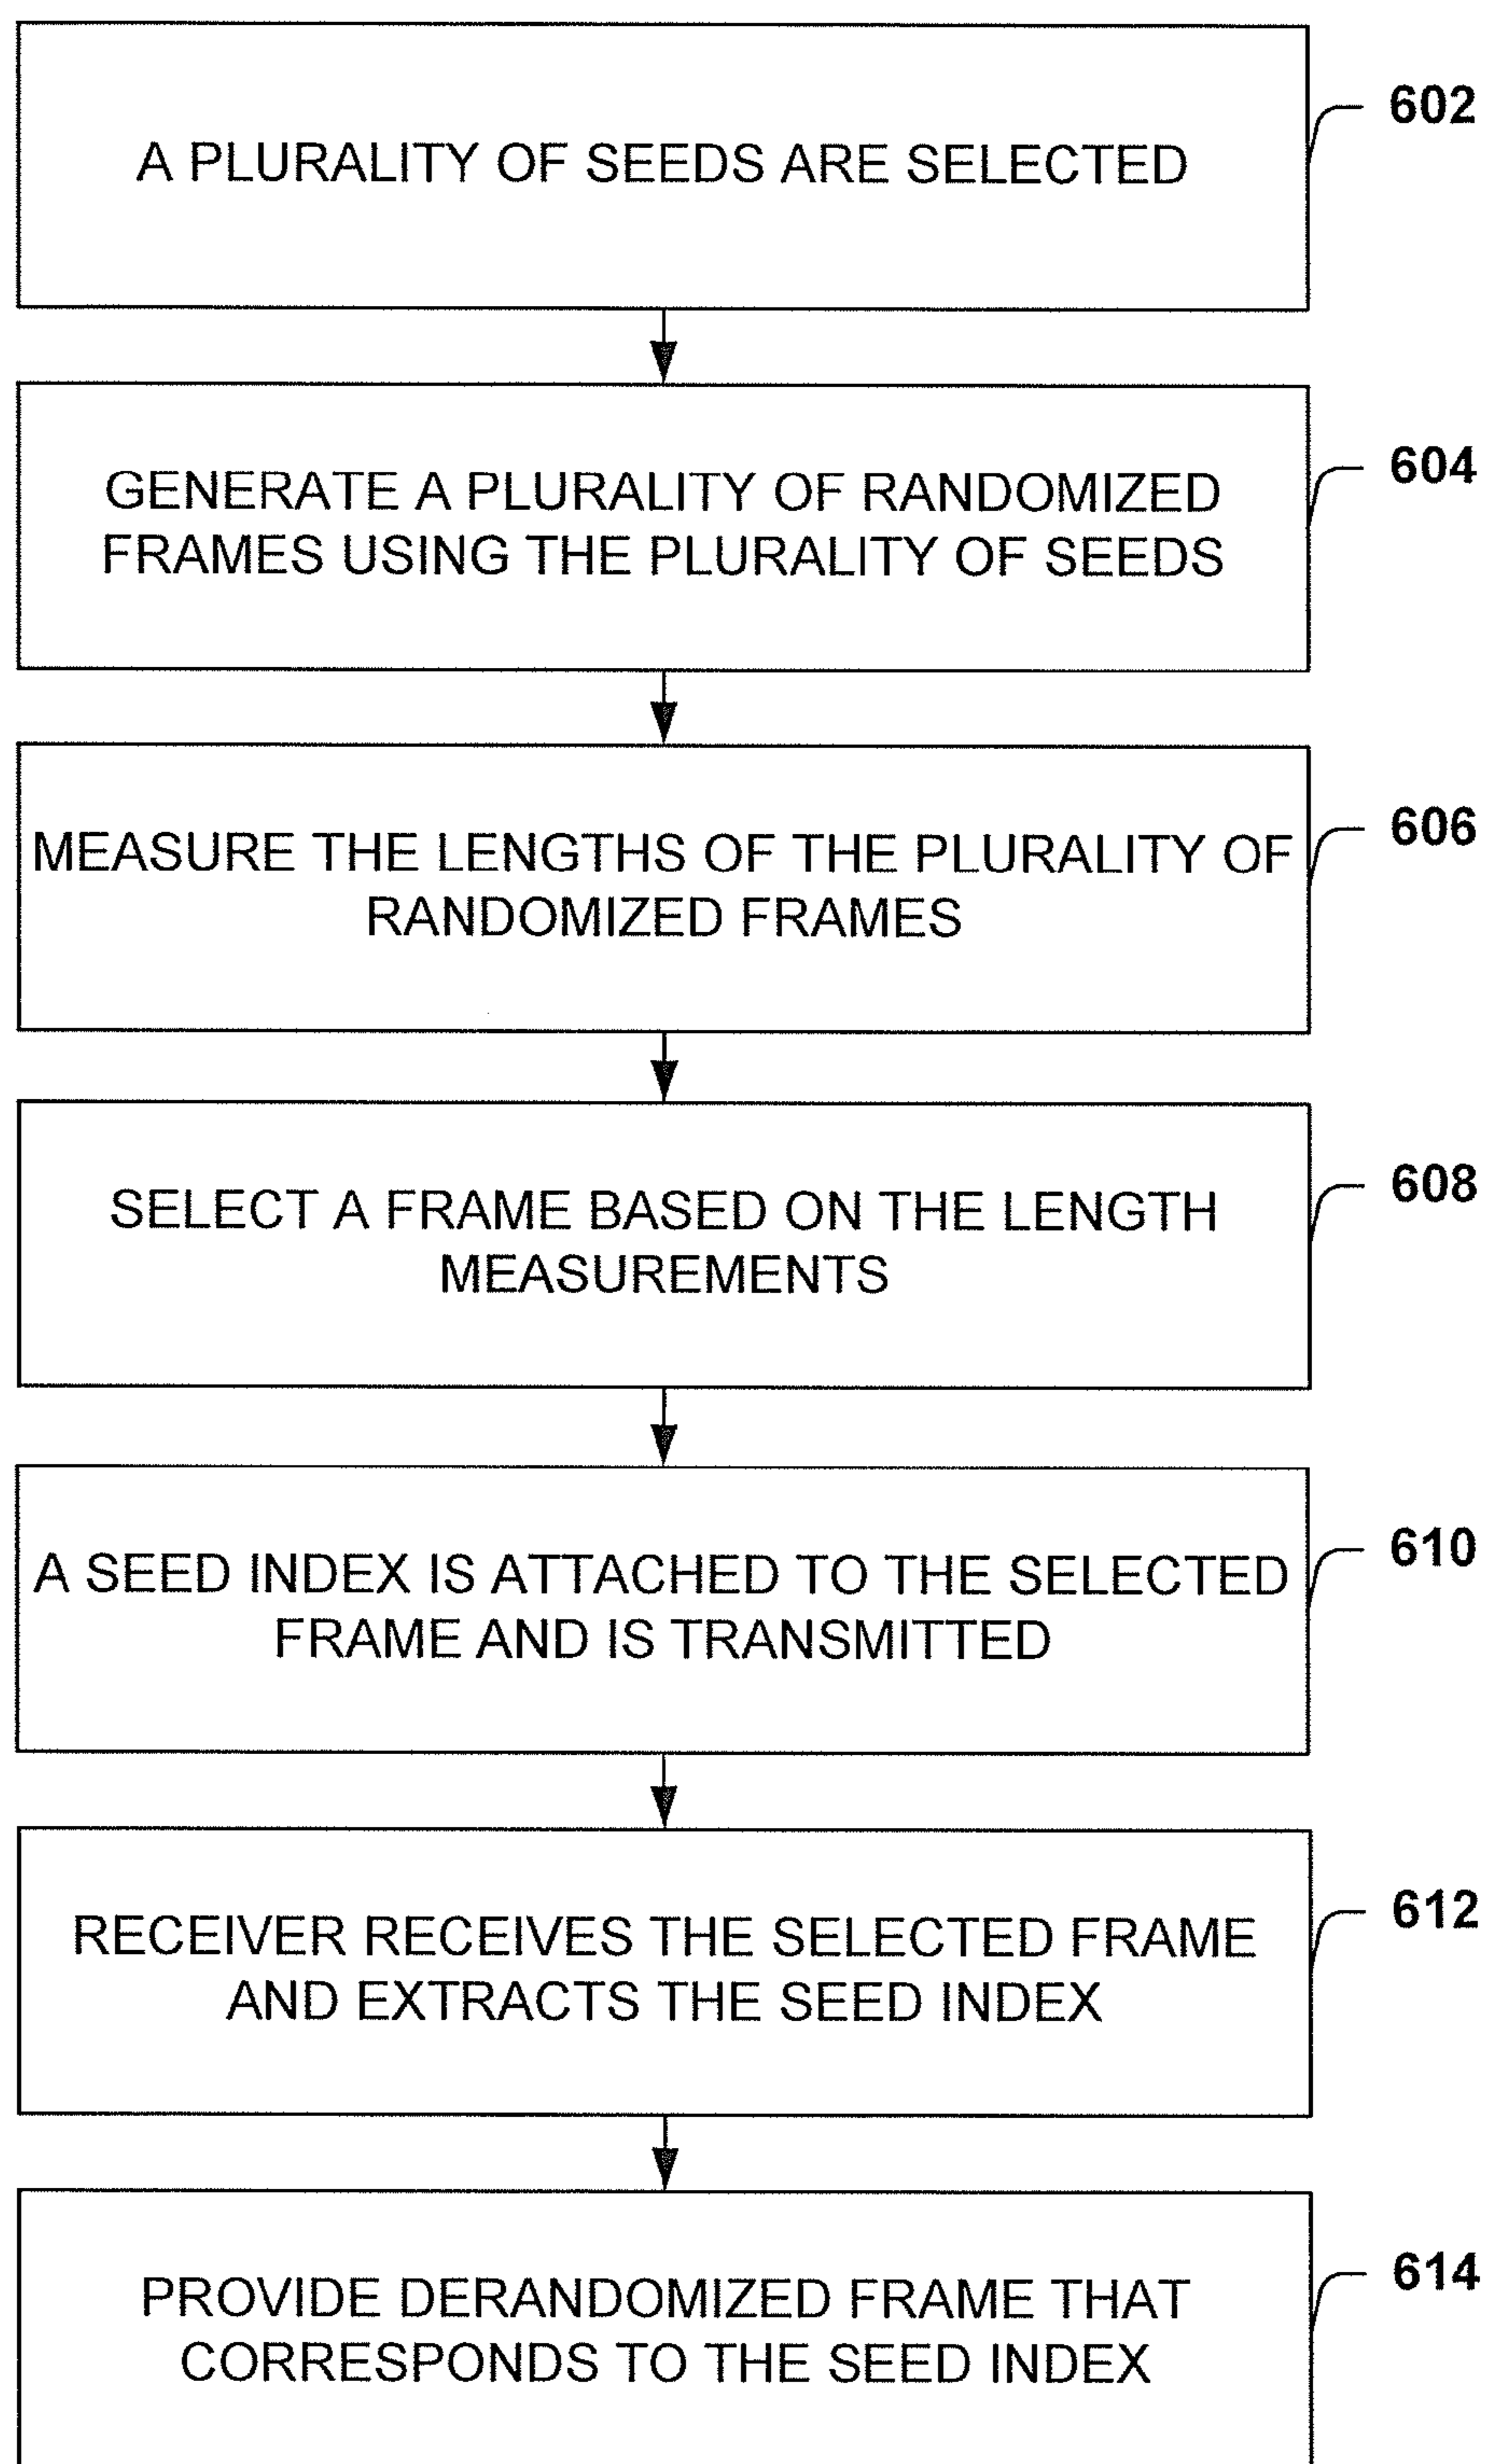 A PLURALITY OF SEEDS ARE SELECTED
602
GENERATE A PLURALITY OF RANDOMIZED
FRAMES USING THE PLURALITY OF SEEDS
604
MEASURE THE LENGTHS OF THE PLURALITY OF
RANDOMIZED FRAMES
606
SELECT A FRAME BASED ON THE LENGTH
MEASUREMENTS
608
A SEED INDEX IS ATTACHED TO THE SELECTED
FRAME AND IS TRANSMITTED
610
RECEIVER RECEIVES THE SELECTED FRAME
AND EXTRACTS THE SEED INDEX
612
PROVIDE DERANDOMIZED FRAME THAT
CORRESPONDS TO THE SEED INDEX
614